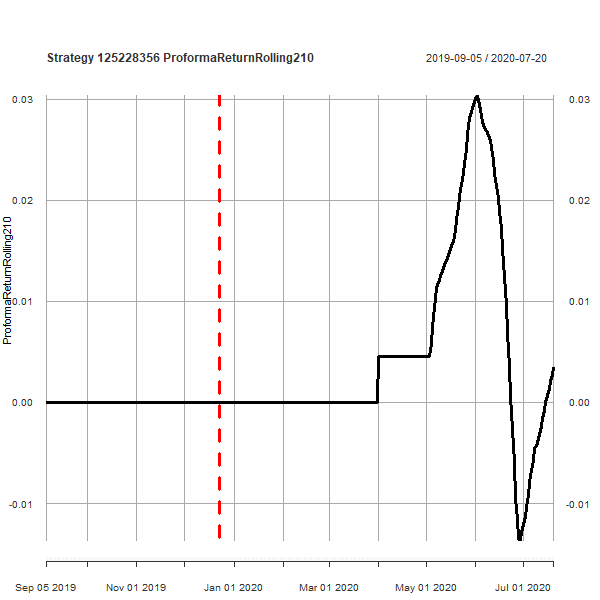 Strategy 125228356 ProformaReturnRolling210
2019-09-05 / 2020-07-20
ProformaReturnRolling210
0.03
0.02
0.01
0.00
-0.01
0.03
0.02
0.01
0.00
-0.01
Sep 05 2019
Nov 01 2019
Jan 01 2020
Mar 01 2020
May 01 2020
Jul 01 2020